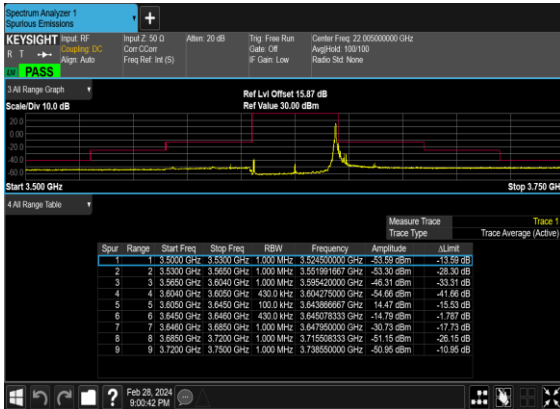 Spectrum Analyzer 1
Spurious Emissions
KEYSIGHT Input: RF Input Z: 50 Ω Atten: 20 dB Trig: Free Run Center Freq: 22.005000000 GHz
R T Coupling: DC Corr CCorr Gate: Off Avg|Hold: 100/100
Align: Auto Freq Ref: Int (S) IF Gain: Low Radio Std: None
LXI PASS
3 All Range Graph Ref Lvl Offset 15.87 dB
Scale/Div 10.0 dB Ref Value 30.00 dBm
20.0
0.00
-20.0
-40.0
-60.0
Start 3.500 GHz Stop 3.750 GH
4 All Range Table
Measure Trace Trace 1
Trace Type Trace Average (Active)
Spur Range Start Freq Stop Freq RBW Frequency Amplitude ΔLimit
1 1 3.5000 GHz 3.5300 GHz 1.000 MHz 3.524500000 GHz -53.59 dBm -13.59 dB
2 2 3.5300 GHz 3.5650 GHz 1.000 MHz 3.551991667 GHz -53.30 dBm -28.30 dB
3 3 3.5650 GHz 3.6040 GHz 1.000 MHz 3.595420000 GHz -46.31 dBm -33.31 dB
4 4 3.6040 GHz 3.6050 GHz 430.0 kHz 3.604275000 GHz -54.66 dBm -41.66 dB
5 5 3.6050 GHz 3.6450 GHz 100.0 kHz 3.643866667 GHz 14.47 dBm -15.53 dB
6 6 3.6450 GHz 3.6460 GHz 430.0 kHz 3.645078333 GHz -14.79 dBm -1.787 dB
7 7 3.6460 GHz 3.6850 GHz 1.000 MHz 3.647950000 GHz -30.73 dBm -17.73 dB
8 8 3.6850 GHz 3.7200 GHz 1.000 MHz 3.715508333 GHz -51.15 dBm -26.15 dB
9 9 3.7200 GHz 3.7500 GHz 1.000 MHz 3.738550000 GHz -50.95 dBm -10.95 dB
Feb 28, 2024
9:00:42 PM